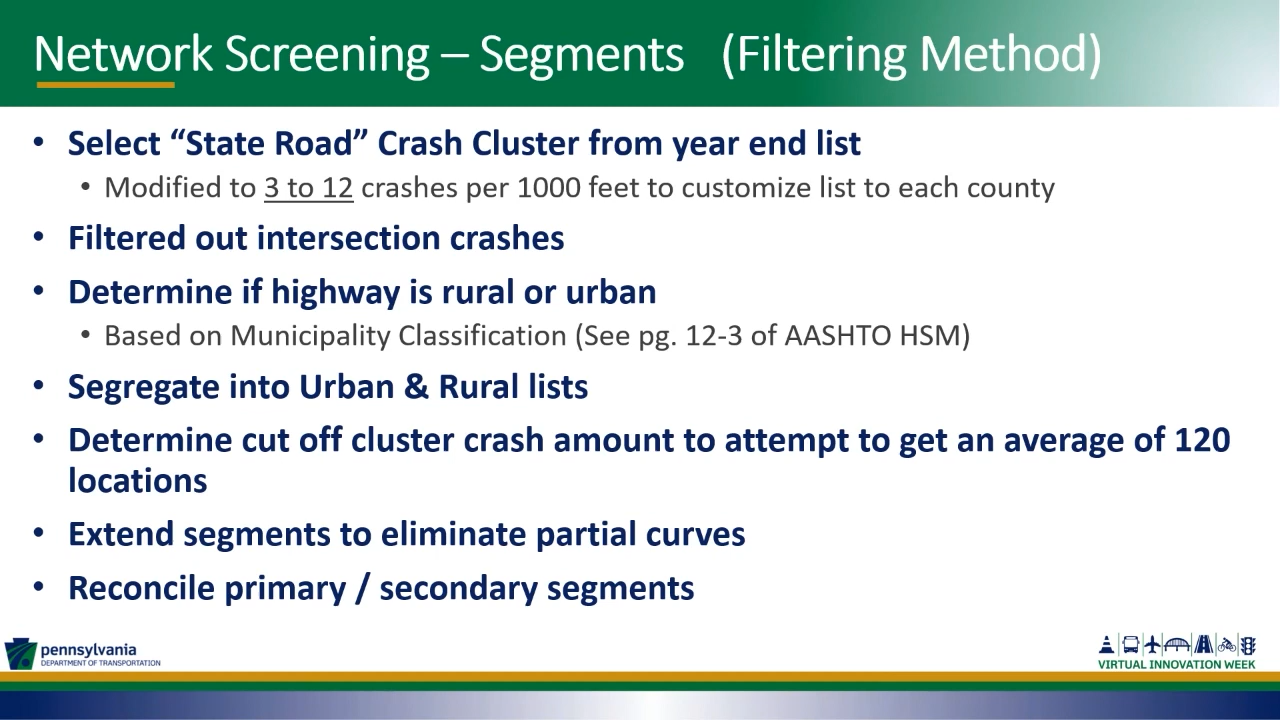 Network Screening – Segments (Filtering Method)
• Select “State Road” Crash Cluster from year end list
• Modified to 3 to 12 crashes per 1000 feet to customize list to each county
• Filtered out intersection crashes
• Determine if highway is rural or urban
• Based on Municipality Classification (See pg. 12-3 of AASHTO HSM)
• Segregate into Urban & Rural lists
• Determine cut off cluster crash amount to attempt to get an average of 120
locations
• Extend segments to eliminate partial curves
• Reconcile primary / secondary segments
pennsylvania
DEPARTMENT OF TRANSPORTATION
VIRTUAL INNOVATION WEEK